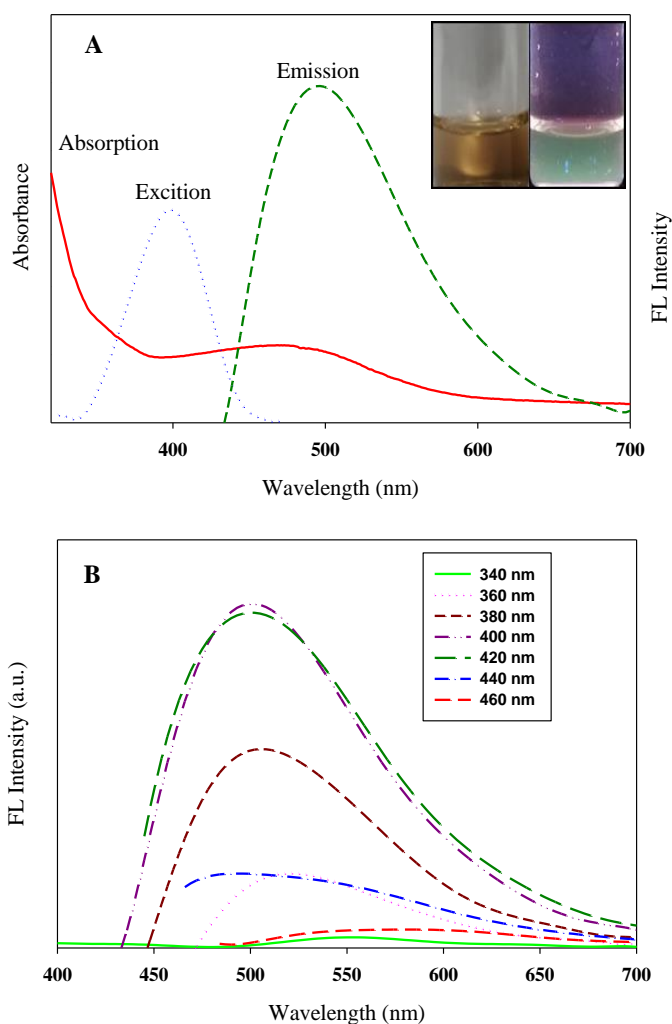 A
Emission
Absorption
Excition
Absorbance
FL Intensity
400 500 600 700
Wavelength (nm)
B
340 nm
360 nm
380 nm
400 nm
420 nm
440 nm
460 nm
FL Intensity (a.u.)
400 450 500 550 600 650 700
Wavelength (nm)